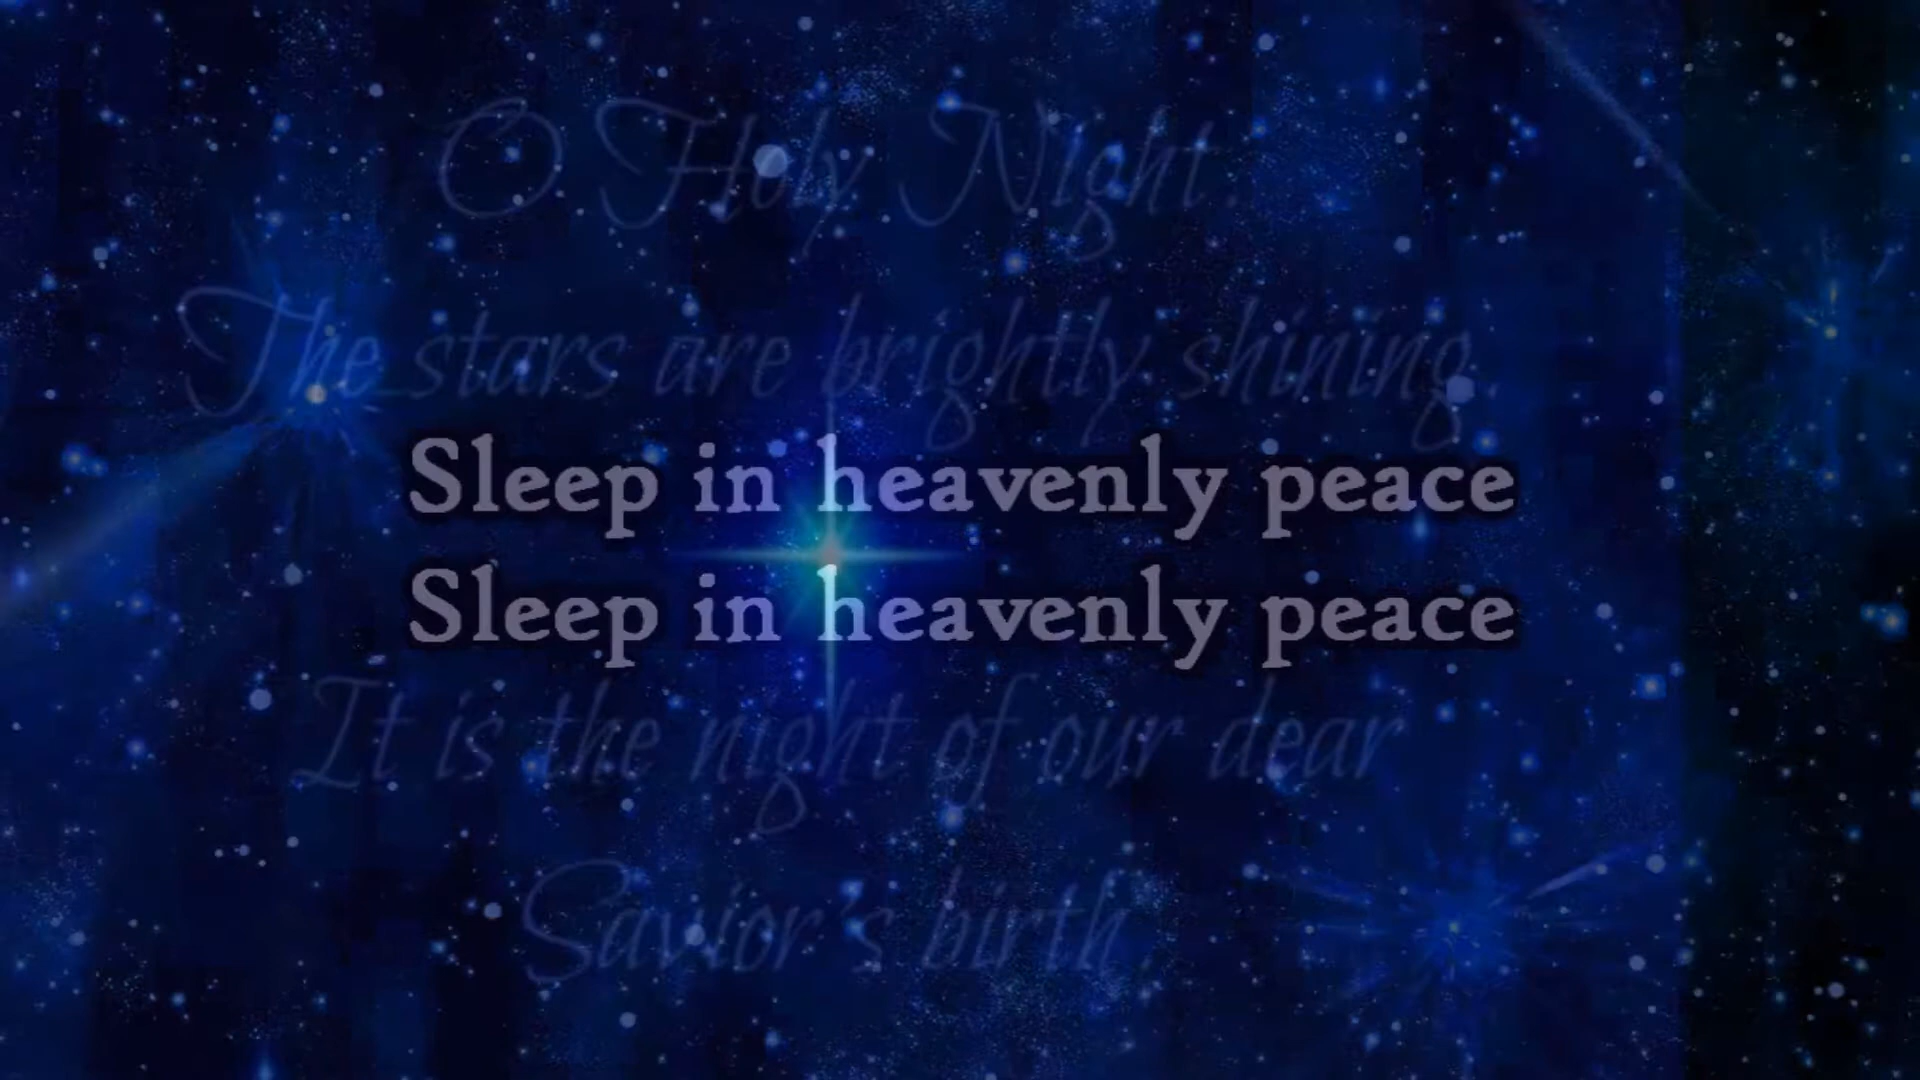 O Holy Night.
The stars are brightly shining.
Sleep in heavenly peace
Sleep in heavenly peace
It is the night of our dear
Savior's birth.